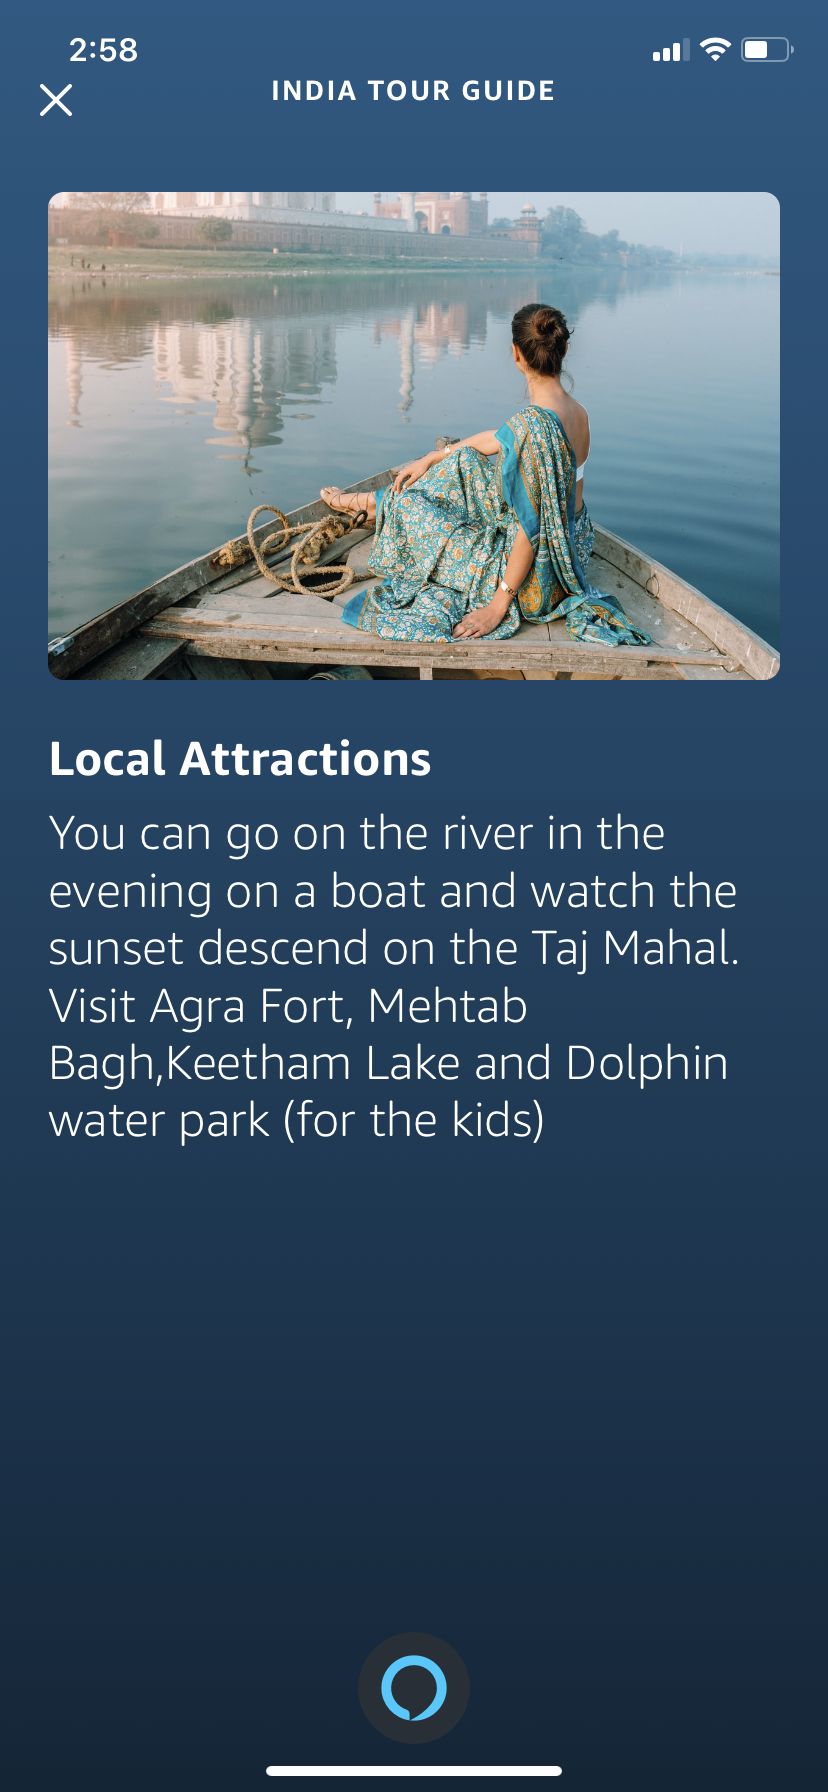 2:58
INDIA TOUR GUIDE
Local Attractions
You can go on the river in the
evening on a boat and watch the
sunset descend on the Taj Mahal.
Visit Agra Fort, Mehtab
Bagh,Keetham Lake and Dolphin
water park (for the kids)